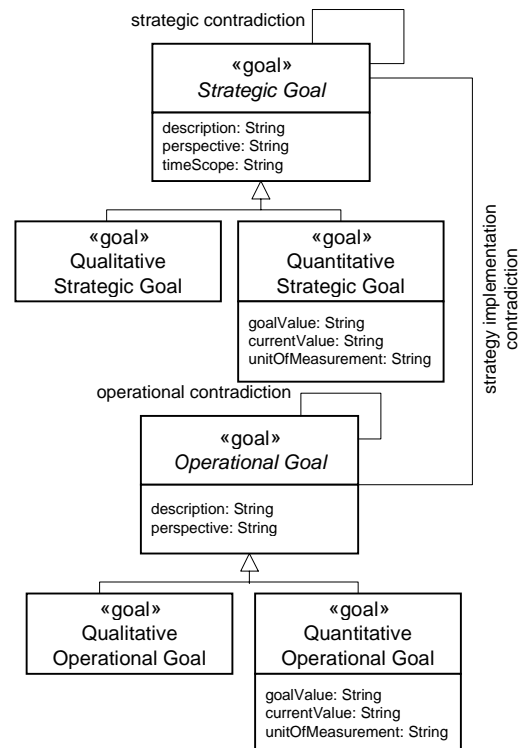 strategic contradiction
«goal»
Strategic Goal
description: String
perspective: String
timeScope: String
«goal»
Qualitative
Strategic Goal
«goal»
Quantitative
Strategic Goal
goalValue: String
currentValue: String
unitOfMeasurement: String
strategy implementation
contradiction
operational contradiction
«goal»
Operational Goal
description: String
perspective: String
«goal»
Qualitative
Operational Goal
«goal»
Quantitative
Operational Goal
goalValue: String
currentValue: String
unitOfMeasurement: String